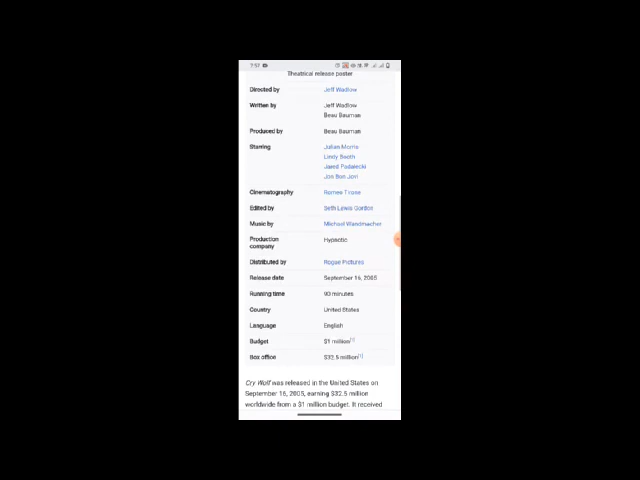 7:57
Theatrical release poster
Directed by Jeff Wadlow
Written by Jeff Wadlow
Beau Bauman
Produced by Beau Bauman
Starring Julian Morris
Lindy Booth
Jared Padalecki
Jon Bon Jovi
Cinematography Romeo Tirone
Edited by Seth Lewis Gordon
Music by Michael Wandmacher
Production Hypnotic
company
Distributed by Rogue Pictures
Release date September 16, 2005
Running time 90 minutes
Country United States
Language English
Budget $1 million[1]
Box office $32.5 million[1]
Cry Wolf was released in the United States on
September 16, 2005, earning $32.5 million
worldwide from a $1 million budget. It received